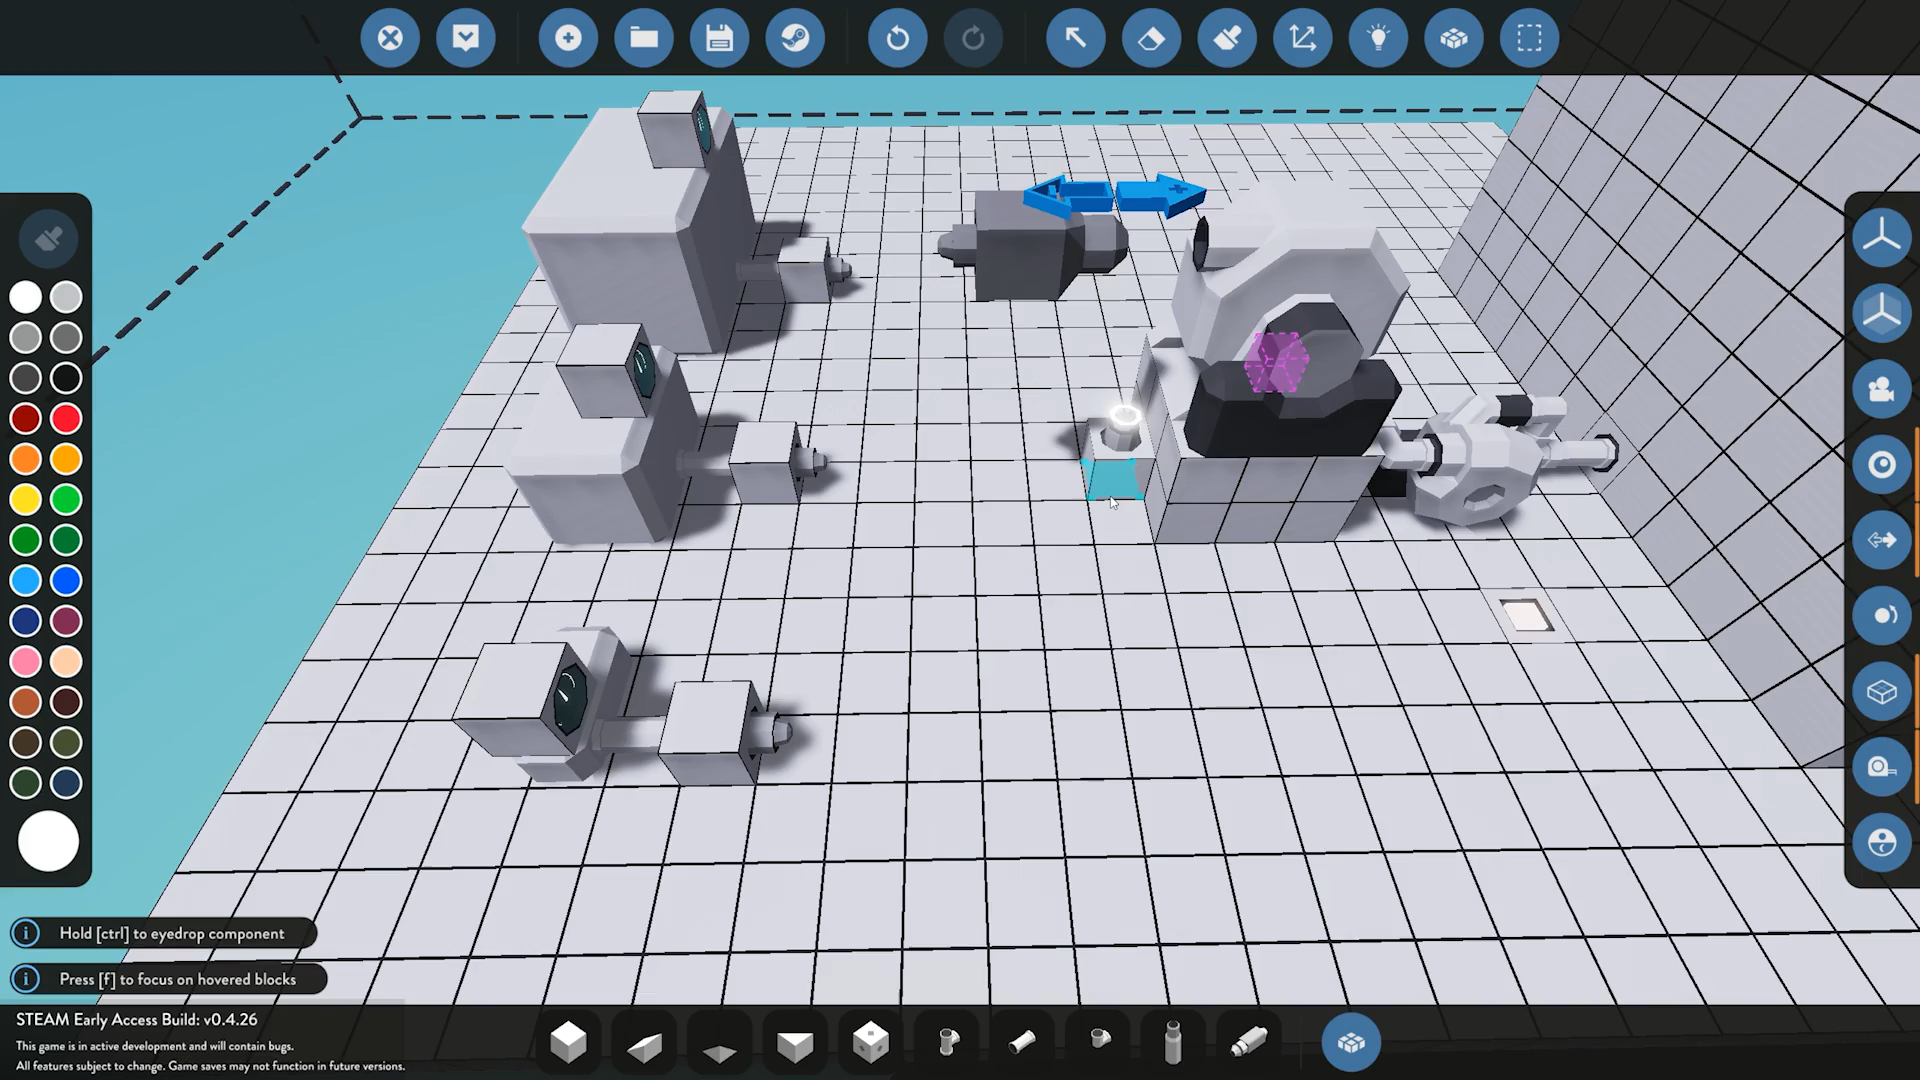 Hold [ctrl] to eyedrop component
Press [f] to focus on hovered blocks
STEAM Early Access Build: v0.4.26
This game is in active development and will contain bugs.
All features subject to change. Game saves may not function in future versions.